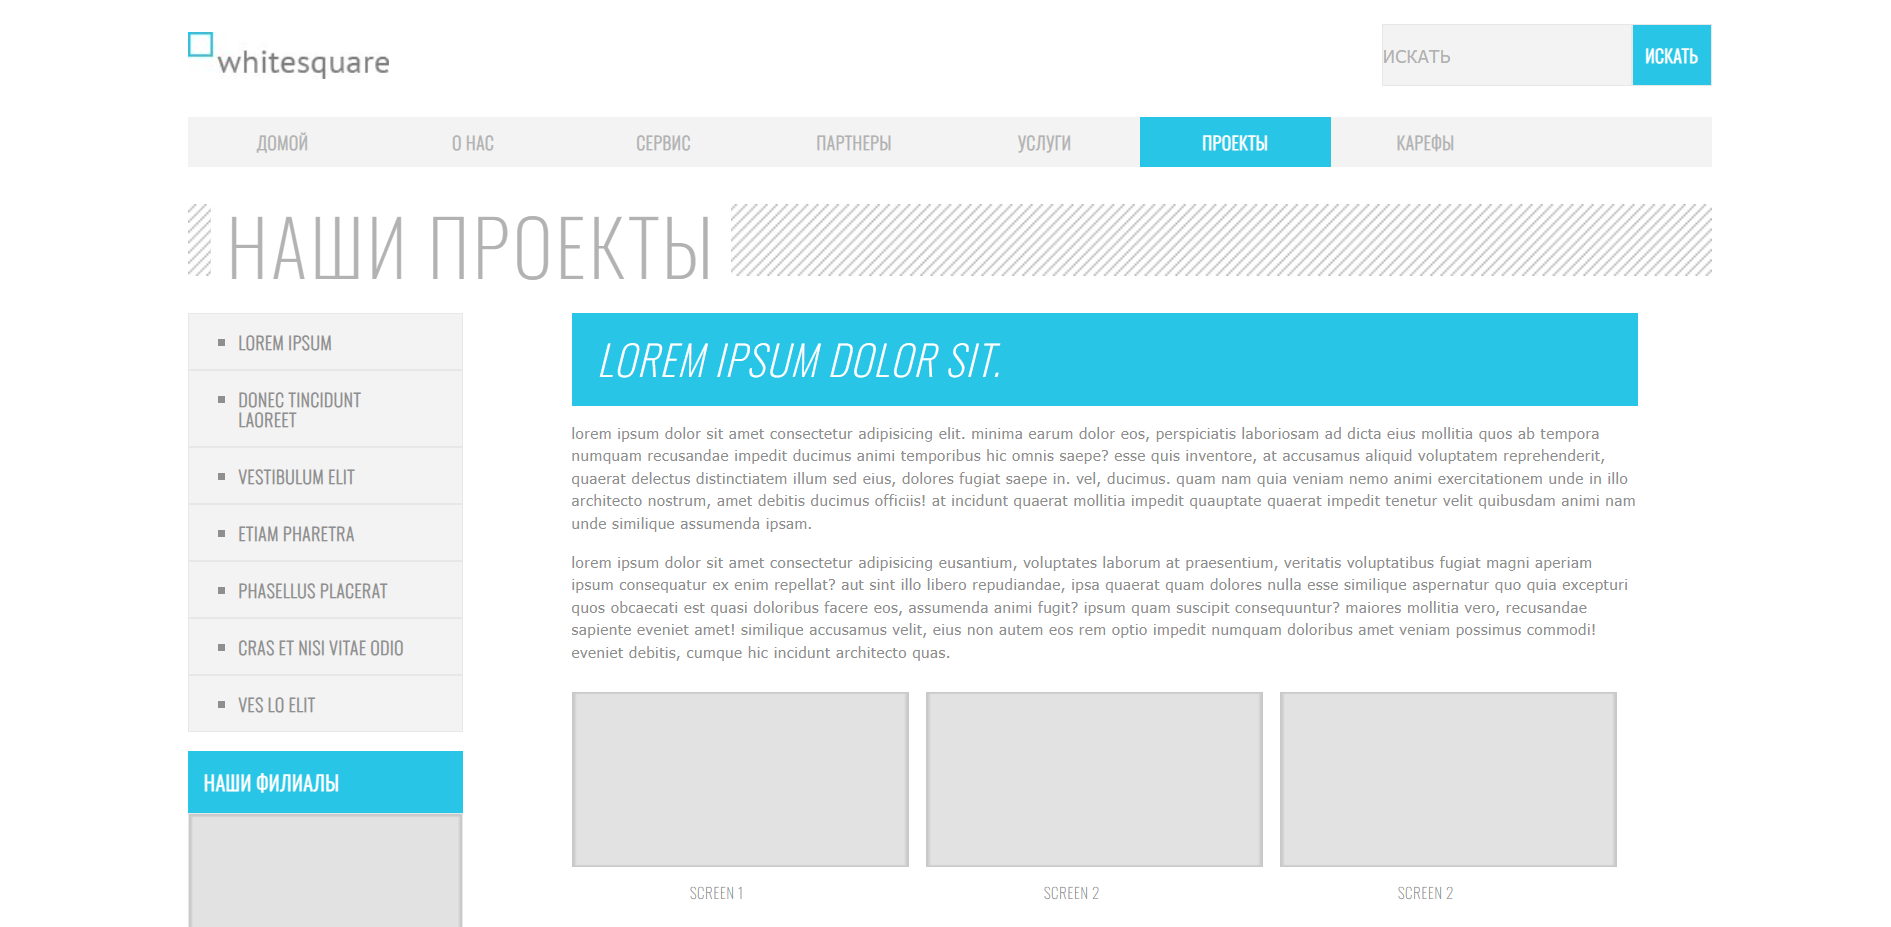 whitesquare
ИСКАТЬ
ИСКАТЬ
ДОМОЙ
О НАС
СЕРВИС
ПАРТНЕРЫ
УСЛУГИ
ПРОЕКТЫ
КАРЕФЫ
НАШИ ПРОЕКТЫ
LOREM IPSUM
DONEC TINCIDUNT
LAOREET
VESTIBULUM ELIT
ETIAM PHARETRA
PHASELLUS PLACERAT
CRAS ET NISI VITAE ODIO
VES LO ELIT
НАШИ ФИЛИАЛЫ
LOREM IPSUM DOLOR SIT.
lorem ipsum dolor sit amet consectetur adipisicing elit. minima earum dolor eos, perspiciatis laboriosam ad dicta eius mollitia quos ab tempora
numquam recusandae impedit ducimus animi temporibus hic omnis saepe? esse quis inventore, at accusamus aliquid voluptatem reprehenderit,
quaerat delectus distinctiatem illum sed eius, dolores fugiat saepe in. vel, ducimus. quam nam quia veniam nemo animi exercitationem unde in illo
architecto nostrum, amet debitis ducimus officiis! at incidunt quaerat mollitia impedit quauptate quaerat impedit tenetur velit quibusdam animi nam
unde similique assumenda ipsam.
lorem ipsum dolor sit amet consectetur adipisicing eusantium, voluptates laborum at praesentium, veritatis voluptatibus fugiat magni aperiam
ipsum consequatur ex enim repellat? aut sint illo libero repudiandae, ipsa quaerat quam dolores nulla esse similique aspernatur quo quia excepturi
quos obcaecati est quasi doloribus facere eos, assumenda animi fugit? ipsum quam suscipit consequuntur? maiores mollitia vero, recusandae
sapiente eveniet amet! similique accusamus velit, eius non autem eos rem optio impedit numquam doloribus amet veniam possimus commodi!
eveniet debitis, cumque hic incidunt architecto quas.
SCREEN 1
SCREEN 2
SCREEN 2